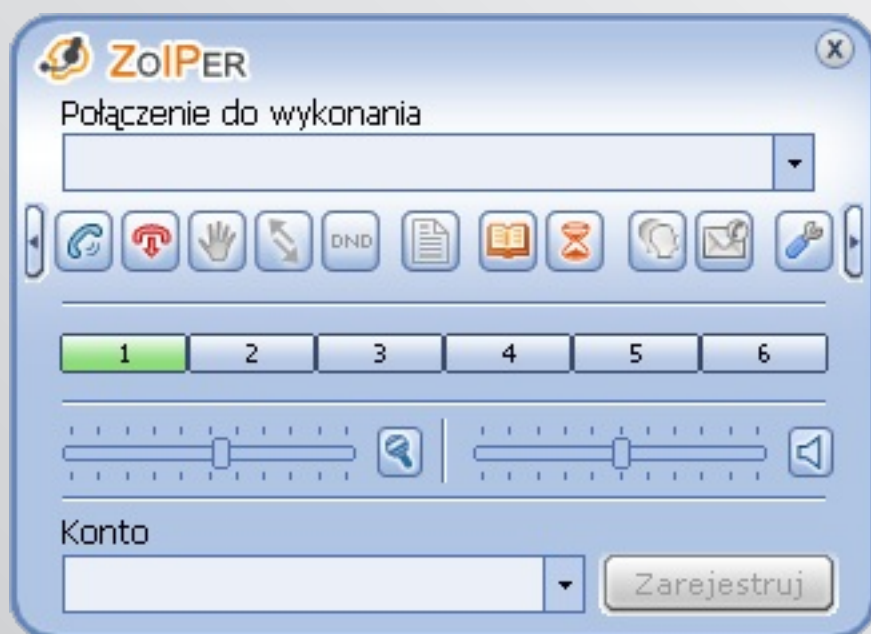 ZOIPER
Połączenie do wykonania
DND
1 2 3 4 5 6
Konto
Zarejestruj